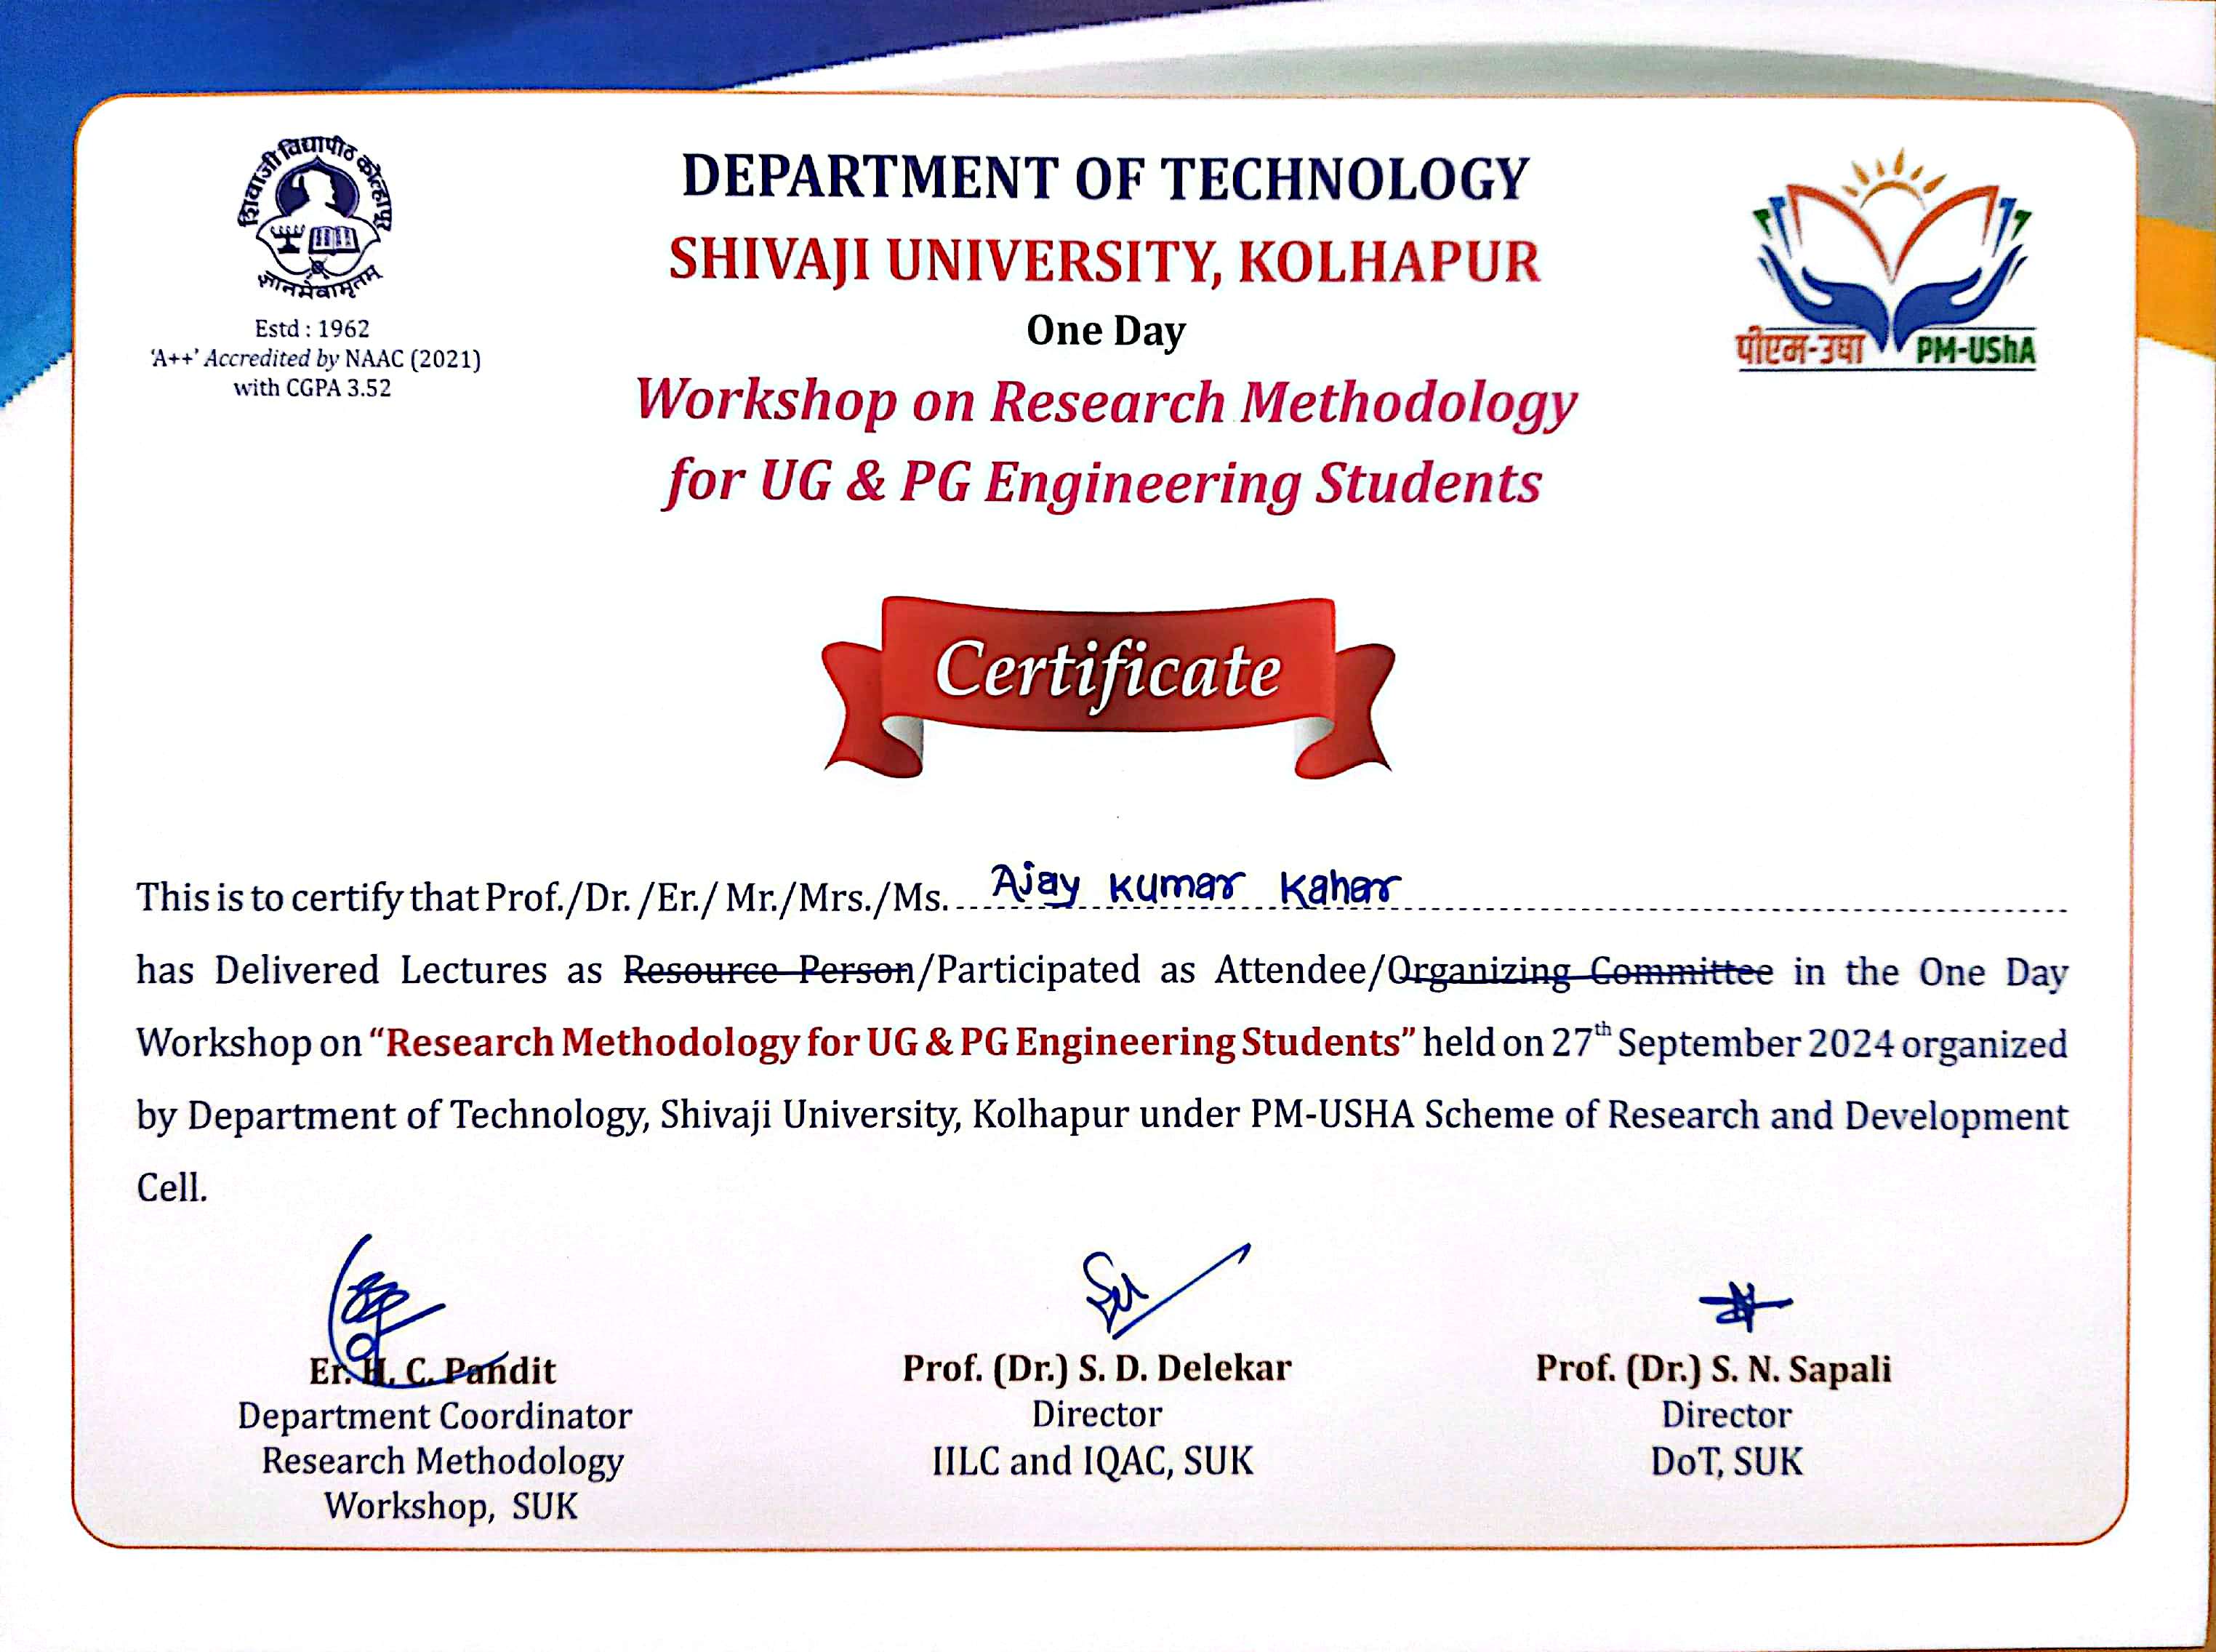 शिवाजी विद्यापीठ कोल्हापूर
ज्ञानमेवामृतम्
Estd : 1962
'A++' Accredited by NAAC (2021)
with CGPA 3.52
DEPARTMENT OF TECHNOLOGY
SHIVAJI UNIVERSITY, KOLHAPUR
One Day
Workshop on Research Methodology
for UG & PG Engineering Students
पीएम-उषा PM-UShA
Certificate
This is to certify that Prof./Dr. /Er./ Mr./Mrs./Ms. Ajay Kumar Kahar
has Delivered Lectures as Resource Person/Participated as Attendee/Organizing Committee in the One Day
Workshop on “Research Methodology for UG & PG Engineering Students” held on 27th September 2024 organized
by Department of Technology, Shivaji University, Kolhapur under PM-USHA Scheme of Research and Development
Cell.
Er. H. C. Pandit
Department Coordinator
Research Methodology
Workshop, SUK
Prof. (Dr.) S. D. Delekar
Director
IILC and IQAC, SUK
Prof. (Dr.) S. N. Sapali
Director
DoT, SUK